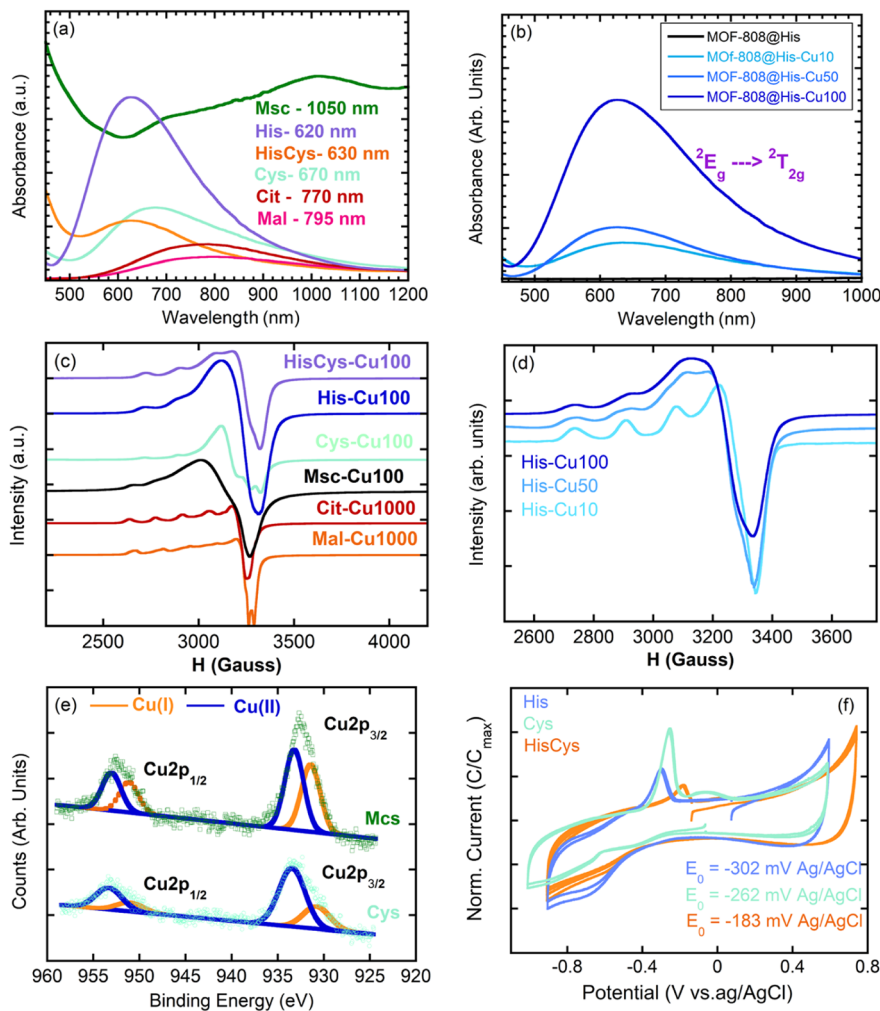 (a)
Msc - 1050 nm
His- 620 nm
HisCys- 630 nm
Cys - 670 nm
Cit - 770 nm
Mal - 795 nm
Absorbance (a.u.)
500 600 700 800 900 1000 1100 1200
Wavelength (nm)
(b)
MOF-808@His
MOf-808@His-Cu10
MOF-808@His-Cu50
MOF-808@His-Cu100
²Eg ---> ²T2g
Absorbance (Arb. Units)
500 600 700 800 900 1000
Wavelength (nm)
(c)
HisCys-Cu100
His-Cu100
Cys-Cu100
Msc-Cu100
Cit-Cu1000
Mal-Cu1000
Intensity (a.u.)
2500 3000 3500 4000
H (Gauss)
(d)
His-Cu100
His-Cu50
His-Cu10
Intensity (arb. units)
2600 2800 3000 3200 3400 3600
H (Gauss)
(e)
Cu(I) Cu(II)
Cu2p3/2
Cu2p1/2
Mcs
Cu2p1/2 Cu2p3/2
Cys
Counts (Arb. Units)
960 955 950 945 940 935 930 925 920
Binding Energy (eV)
His
Cys
HisCys
(f)
E0 = -302 mV Ag/AgCl
E0 = -262 mV Ag/AgCl
E0 = -183 mV Ag/AgCl
Norm. Current (C/Cmax)
-0.8 -0.4 0 0.4 0.8
Potential (V vs.ag/AgCl)